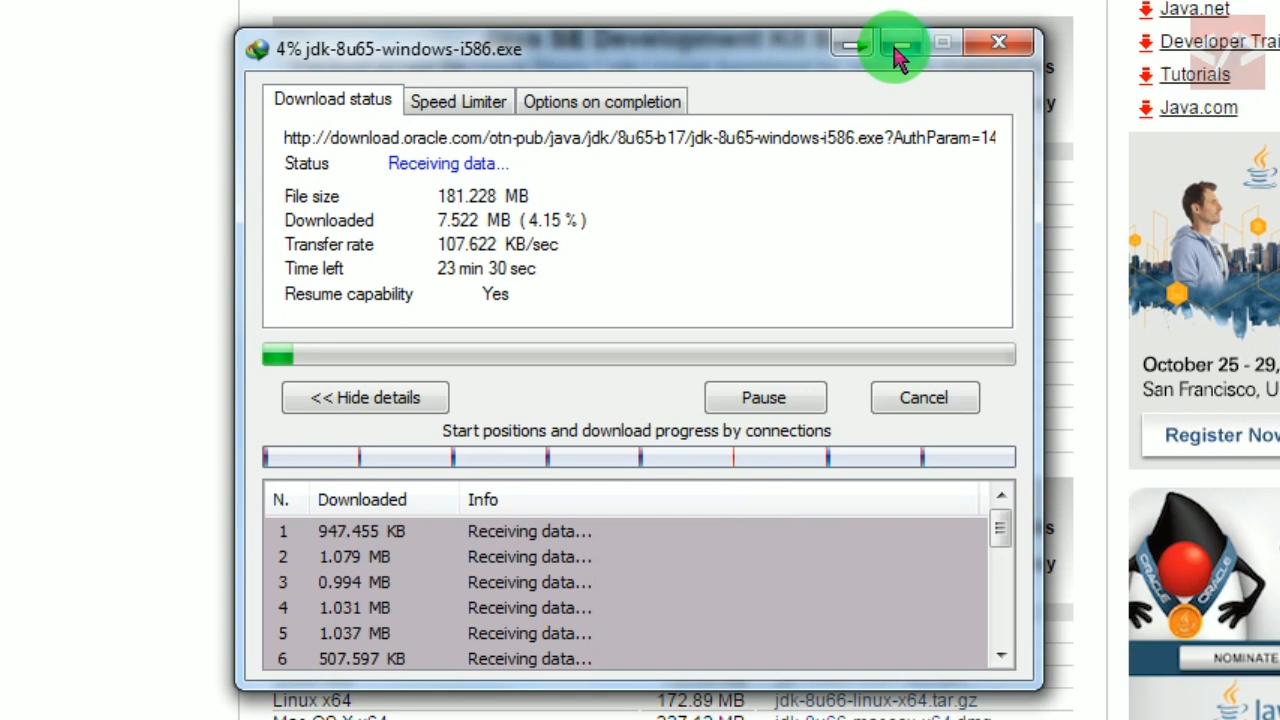 4% jdk-8u65-windows-i586.exe
Download status
Speed Limiter
Options on completion
http://download.oracle.com/otn-pub/java/jdk/8u65-b17/jdk-8u65-windows-i586.exe?AuthParam=14
Status Receiving data...
File size 181.228 MB
Downloaded 7.522 MB ( 4.15 % )
Transfer rate 107.622 KB/sec
Time left 23 min 30 sec
Resume capability Yes
<< Hide details
Pause
Cancel
Start positions and download progress by connections
N. Downloaded Info
1 947.455 KB Receiving data...
2 1.079 MB Receiving data...
3 0.994 MB Receiving data...
4 1.031 MB Receiving data...
5 1.037 MB Receiving data...
6 507.597 KB Receiving data...
Linux x64 172.89 MB jdk-8u66-linux-x64.tar.gz
Java.net
Developer Trai
Tutorials
Java.com
October 25 - 29,
San Francisco, U
Register Nov
ORACLE ORACLE
NOMINATE